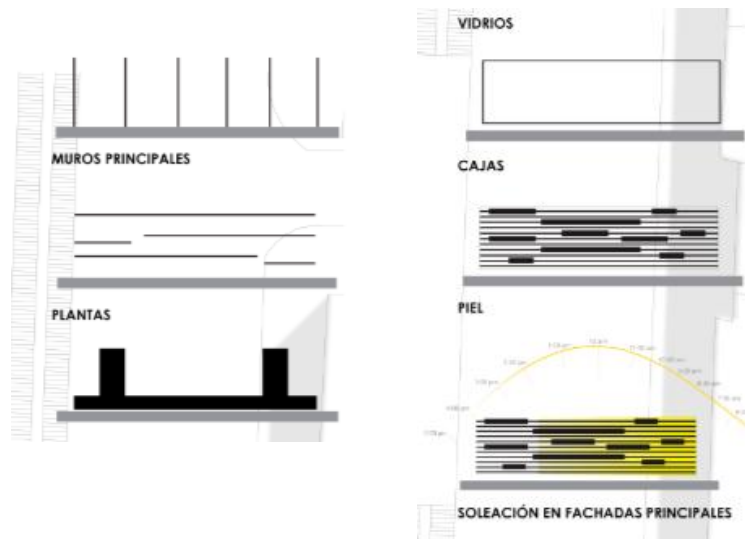 MUROS PRINCIPALES
PLANTAS
VIDRIOS
CAJAS
PIEL
SOLEACIÓN EN FACHADAS PRINCIPALES